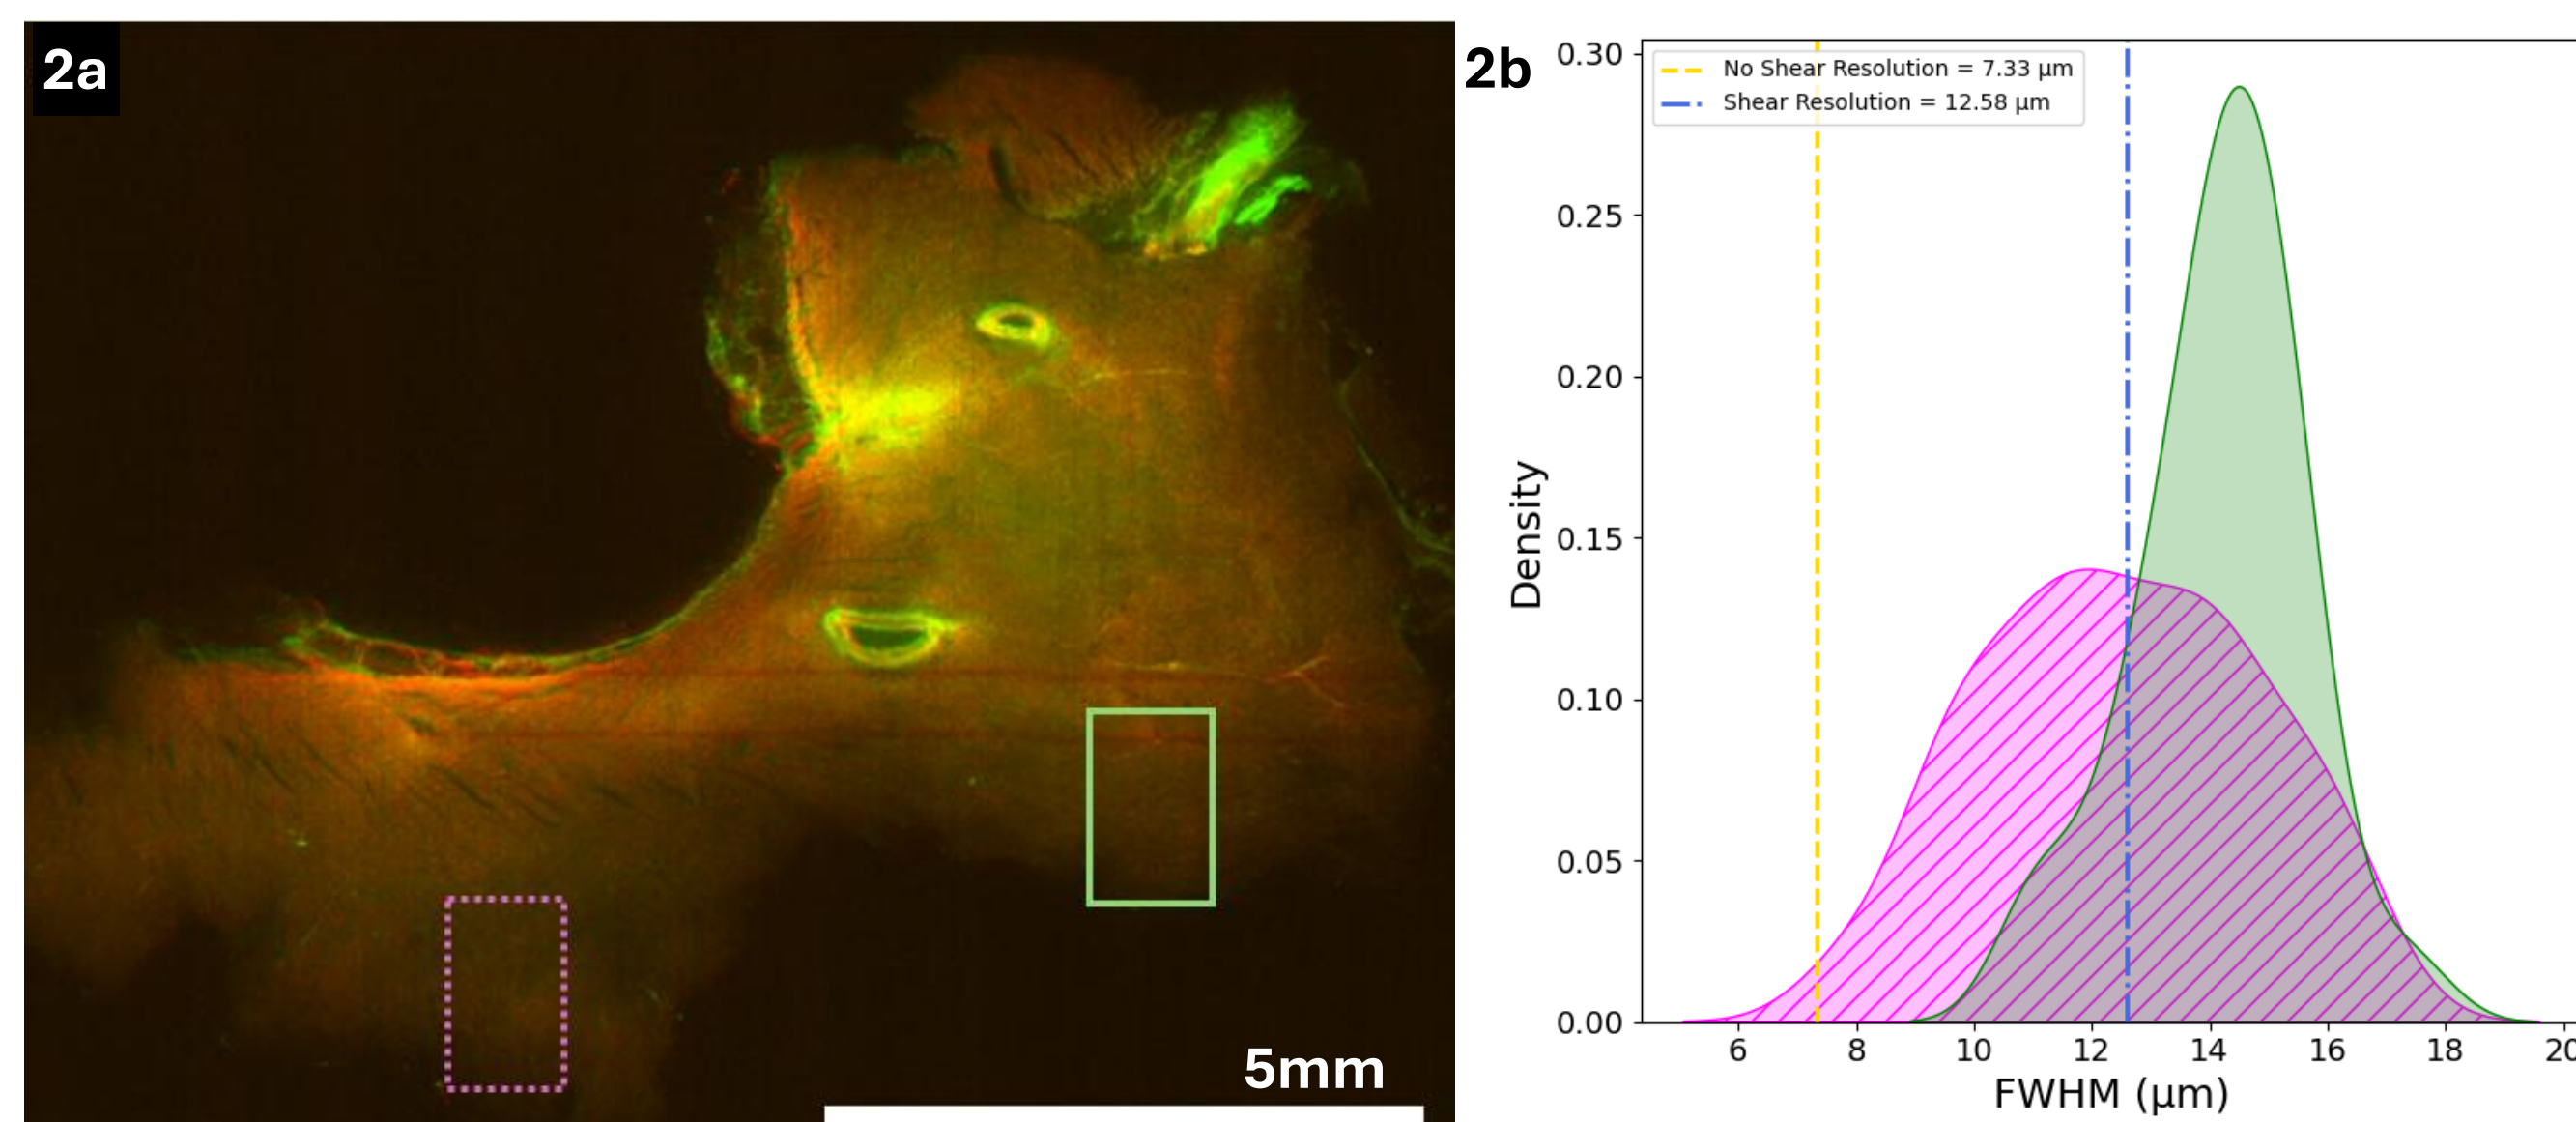 2a
5mm
2b
No Shear Resolution = 7.33 µm
Shear Resolution = 12.58 µm
Density
0.30
0.25
0.20
0.15
0.10
0.05
0.00
6 8 10 12 14 16 18 20
FWHM (µm)